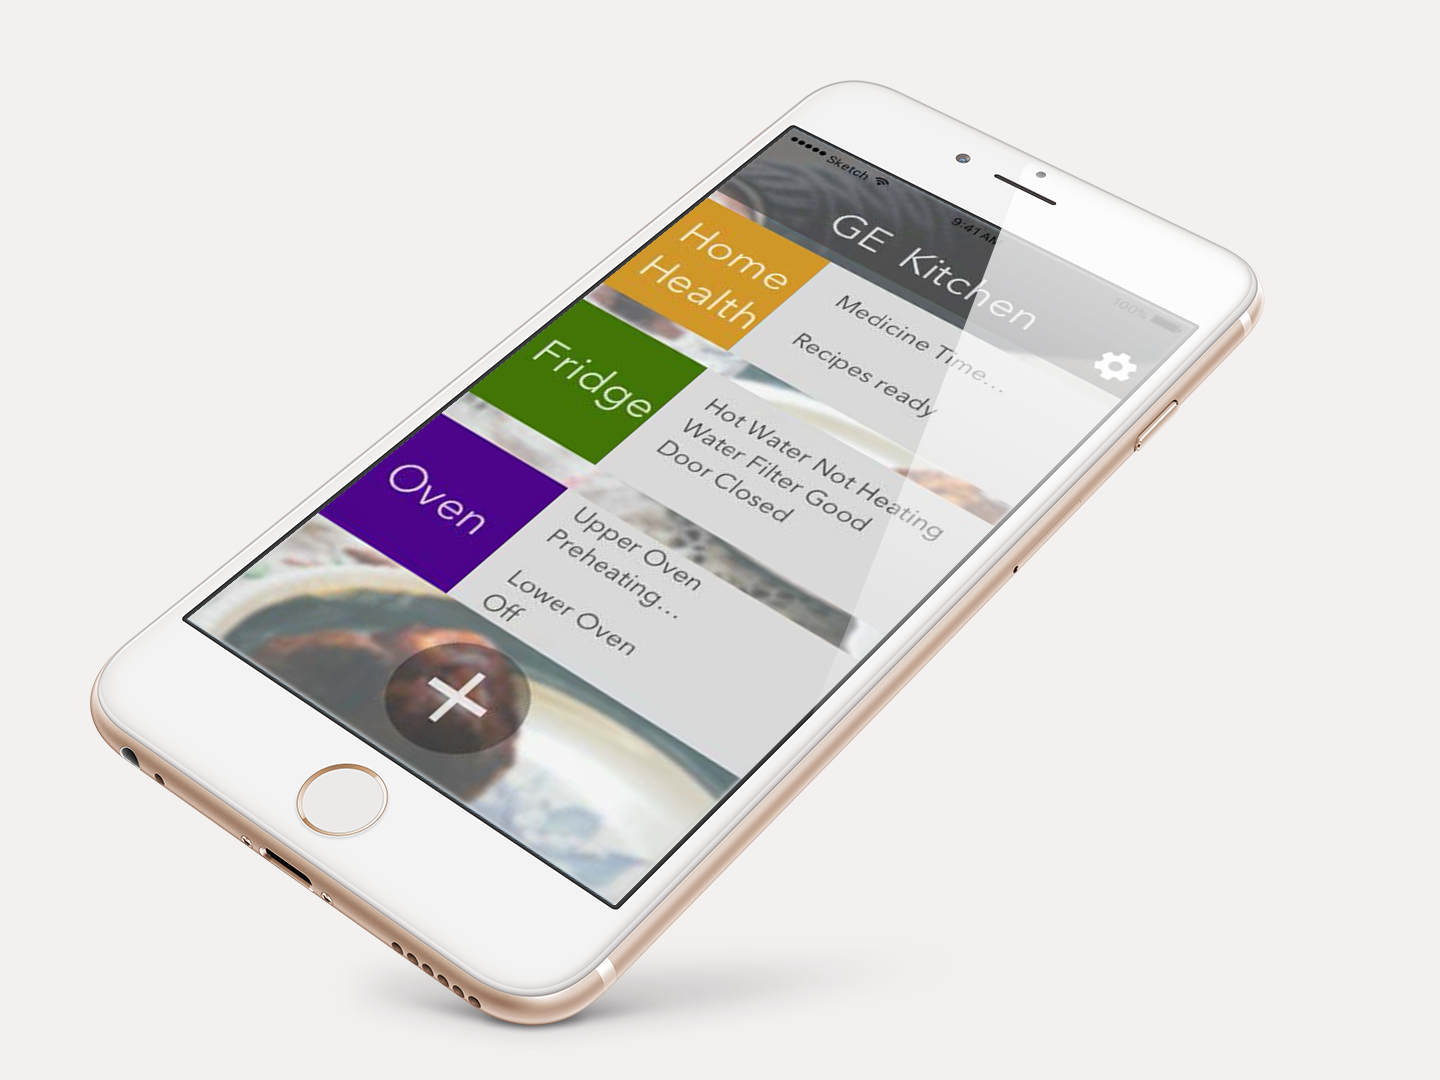 Sketch 9:41 AM 100%
GE Kitchen
Home
Health
Medicine Time...
Recipes ready
Fridge
Hot Water Not Heating
Water Filter Good
Door Closed
Oven
Upper Oven
Preheating...
Lower Oven
Off